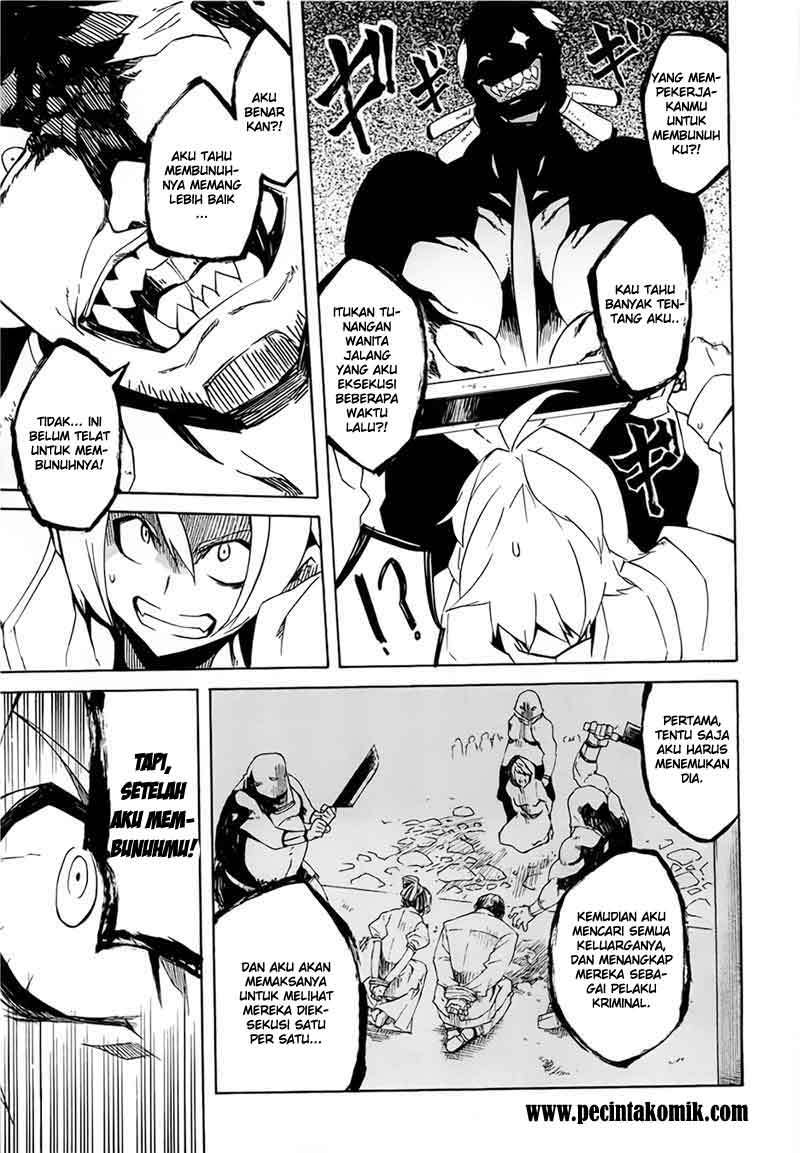 YANG MEM-
PEKERJA-
KANMU
UNTUK
MEMBUNUH
KU?!
KAU TAHU
BANYAK TEN-
TANG AKU..
ITUKAN TU-
NANGAN
WANITA
JALANG
YANG AKU
EKSEKUSI
BEBERAPA
WAKTU
LALU?!
ギギ
ギ
ギ
!?
AKU
BENAR
KAN?!
AKU TAHU
MEMBUNUH-
NYA MEMANG
LEBIH BAIK
...
TIDAK... INI
BELUM TELAT
UNTUK MEM-
BUNUHNYA!
PERTAMA,
TENTU SAJA
AKU HARUS
MENEMUKAN
DIA.
KEMUDIAN AKU
MENCARI SEMUA
KELUARGANYA,
DAN MENANGKAP
MEREKA SEBA-
GAI PELAKU
KRIMINAL.
DAN AKU AKAN
MEMAKSANYA
UNTUK MELIHAT
MEREKA DIEK-
SEKUSI SATU
PER SATU...
TAPI,
SETELAH
AKU MEM-
BUNUHMU!
www.pecintakomik.com